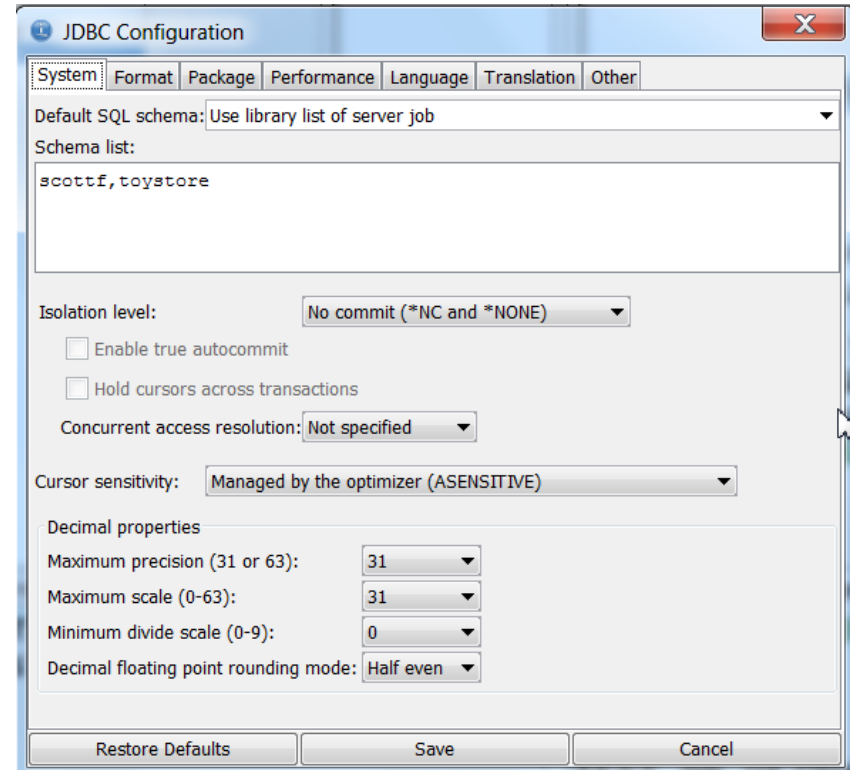 JDBC Configuration
System Format Package Performance Language Translation Other
Default SQL schema: Use library list of server job
Schema list:
scottf,toystore
Isolation level: No commit (*NC and *NONE)
Enable true autocommit
Hold cursors across transactions
Concurrent access resolution: Not specified
Cursor sensitivity: Managed by the optimizer (ASENSITIVE)
Decimal properties
Maximum precision (31 or 63): 31
Maximum scale (0-63): 31
Minimum divide scale (0-9): 0
Decimal floating point rounding mode: Half even
Restore Defaults Save Cancel